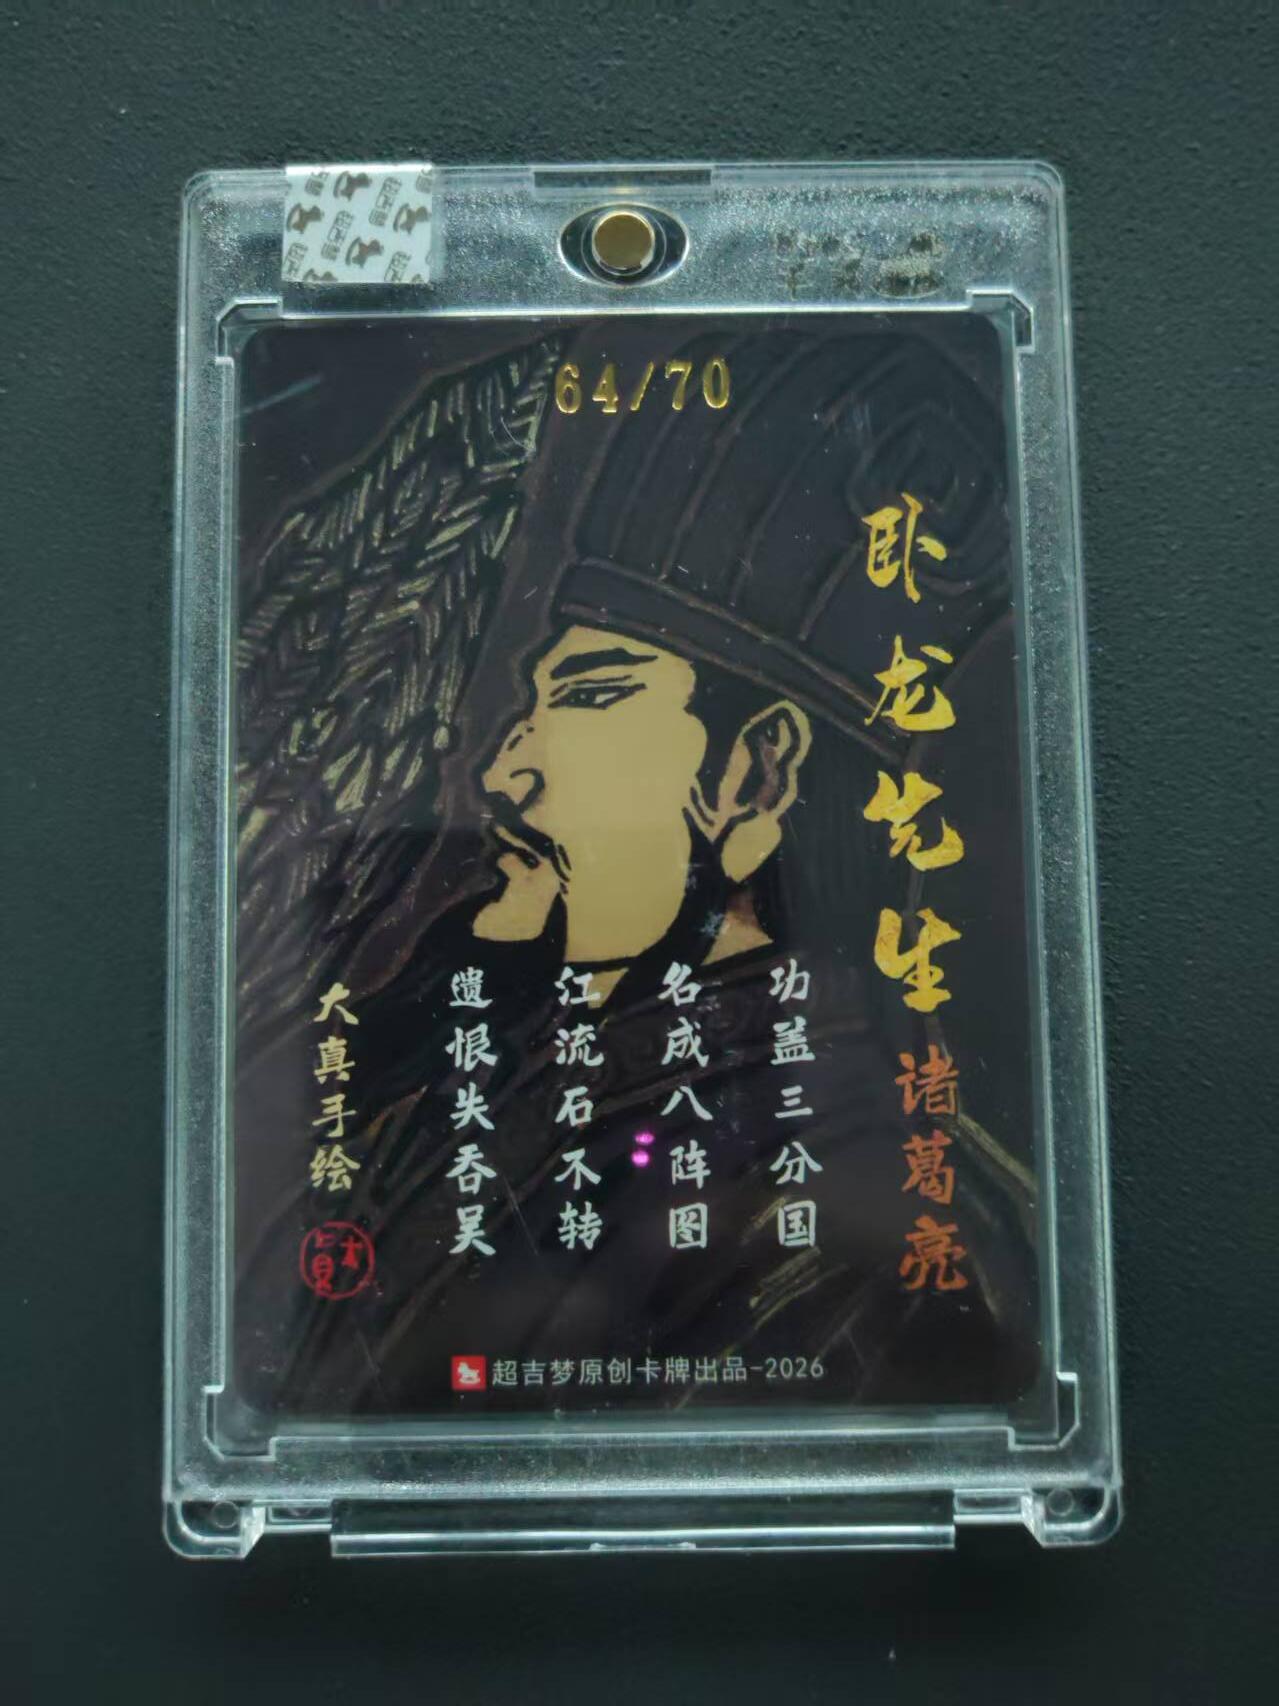 64/70
卧龙先生 诸葛亮
功盖三分国
名成八阵图
江流石不转
遗恨失吞吴
大真手绘
超吉梦原创卡牌出品-2026